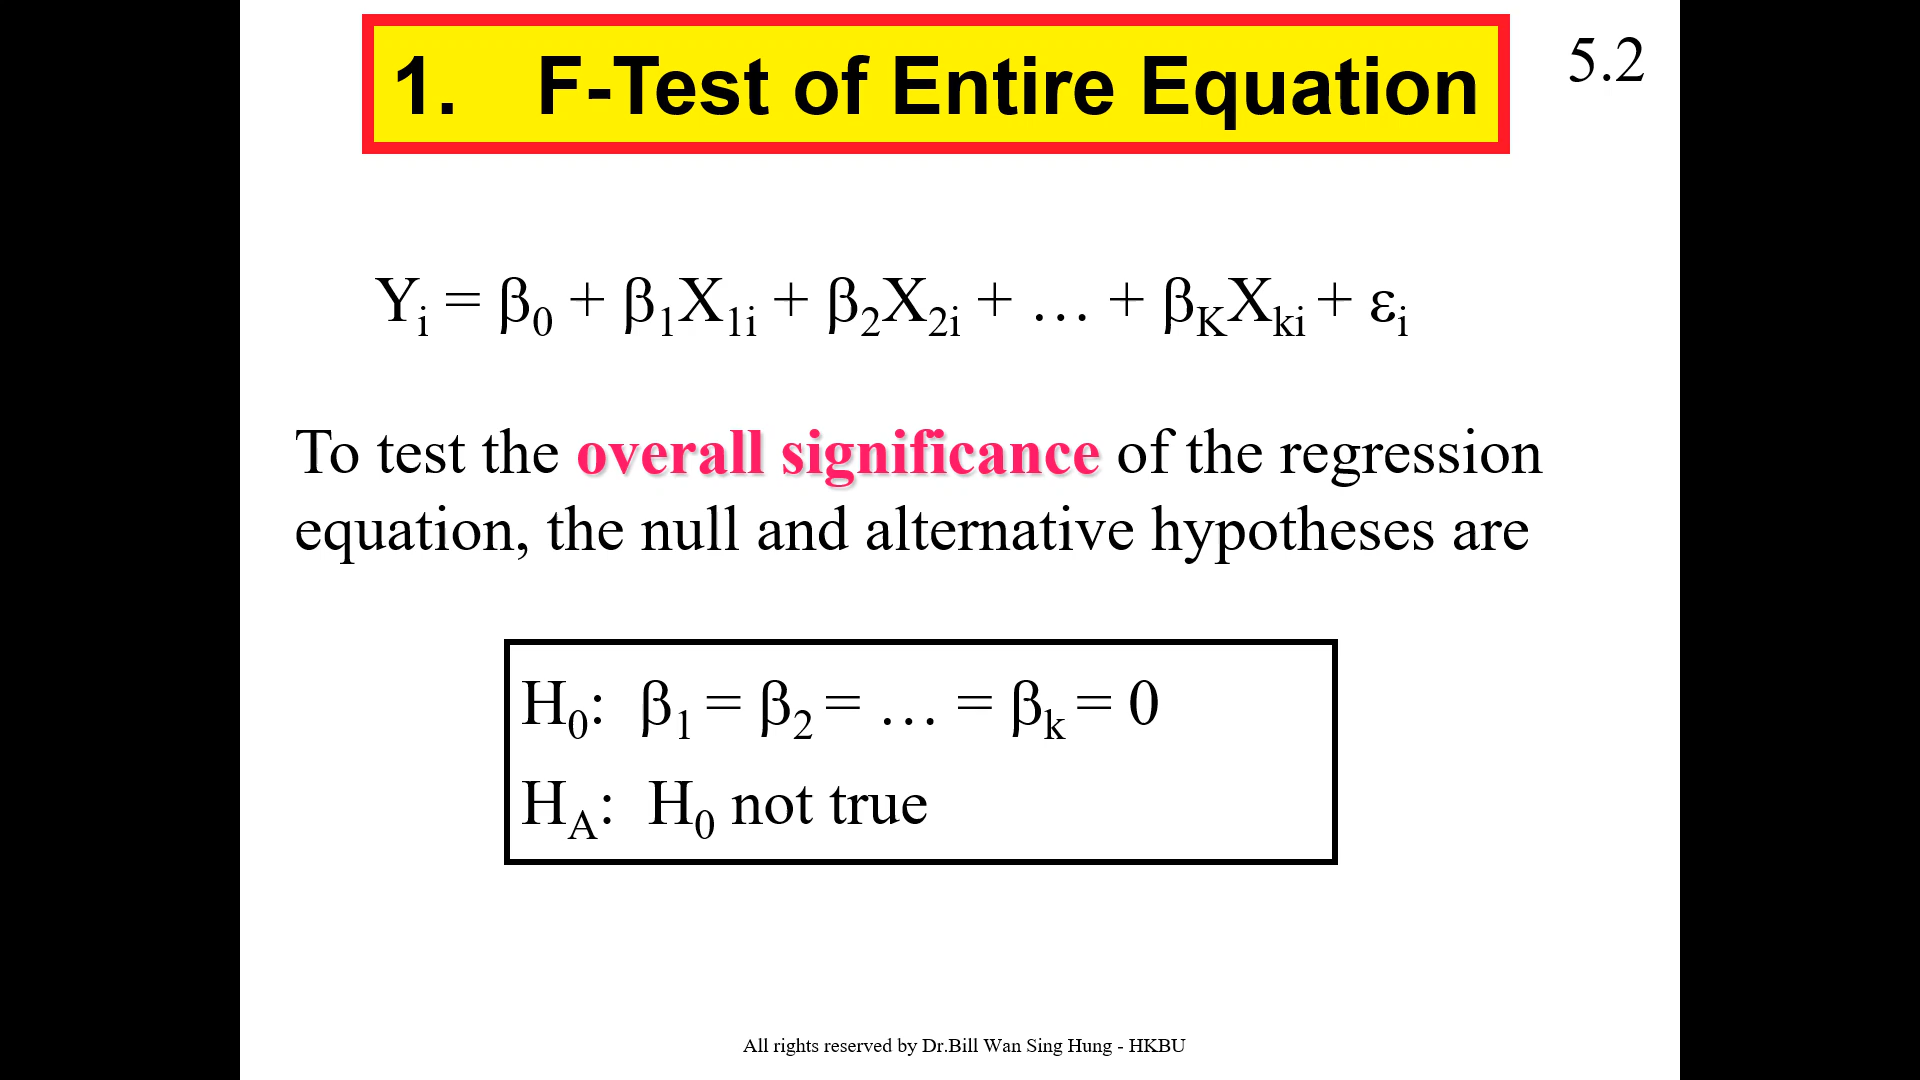 1. F-Test of Entire Equation
5.2
Yᵢ = β₀ + β₁X₁ᵢ + β₂X₂ᵢ + … + β_KX_kᵢ + εᵢ
To test the overall significance of the regression
equation, the null and alternative hypotheses are
H₀: β₁ = β₂ = … = βₖ = 0
H_A: H₀ not true
All rights reserved by Dr.Bill Wan Sing Hung - HKBU